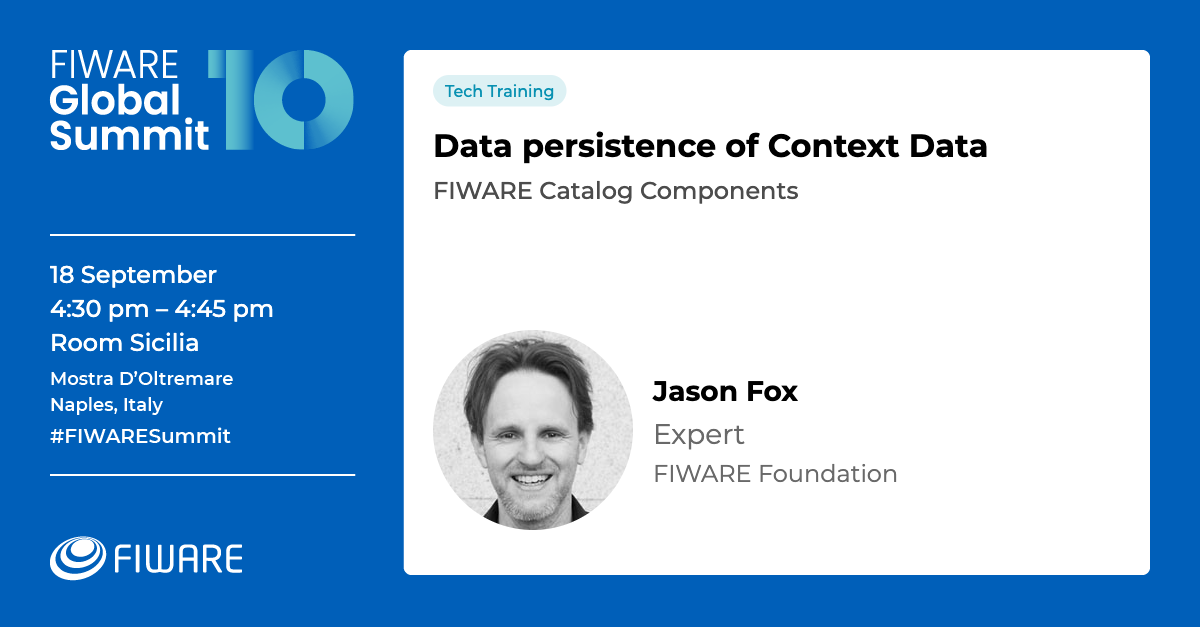 FIWARE
Global
Summit
10
18 September
4:30 pm – 4:45 pm
Room Sicilia
Mostra D’Oltremare
Naples, Italy
#FIWARESummit
FIWARE
Tech Training
Data persistence of Context Data
FIWARE Catalog Components
Jason Fox
Expert
FIWARE Foundation